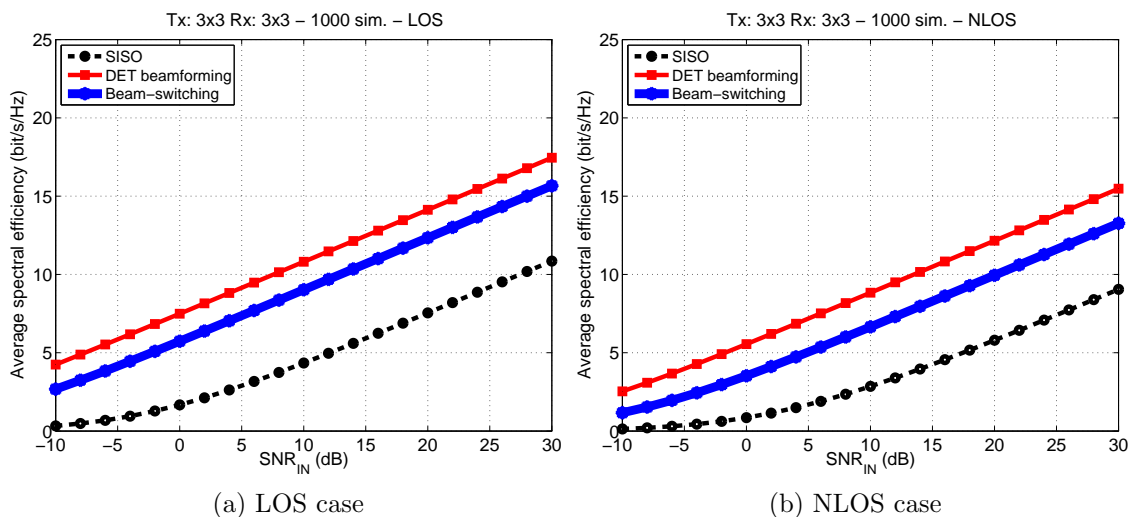 Tx: 3x3 Rx: 3x3 − 1000 sim. − LOS
25
20
15
10
5
0
Average spectral efficiency (bit/s/Hz)
SISO
DET beamforming
Beam−switching
−10 −5 0 5 10 15 20 25 30
SNR_IN (dB)
(a) LOS case
Tx: 3x3 Rx: 3x3 − 1000 sim. − NLOS
25
20
15
10
5
0
Average spectral efficiency (bit/s/Hz)
SISO
DET beamforming
Beam−switching
−10 −5 0 5 10 15 20 25 30
SNR_IN (dB)
(b) NLOS case